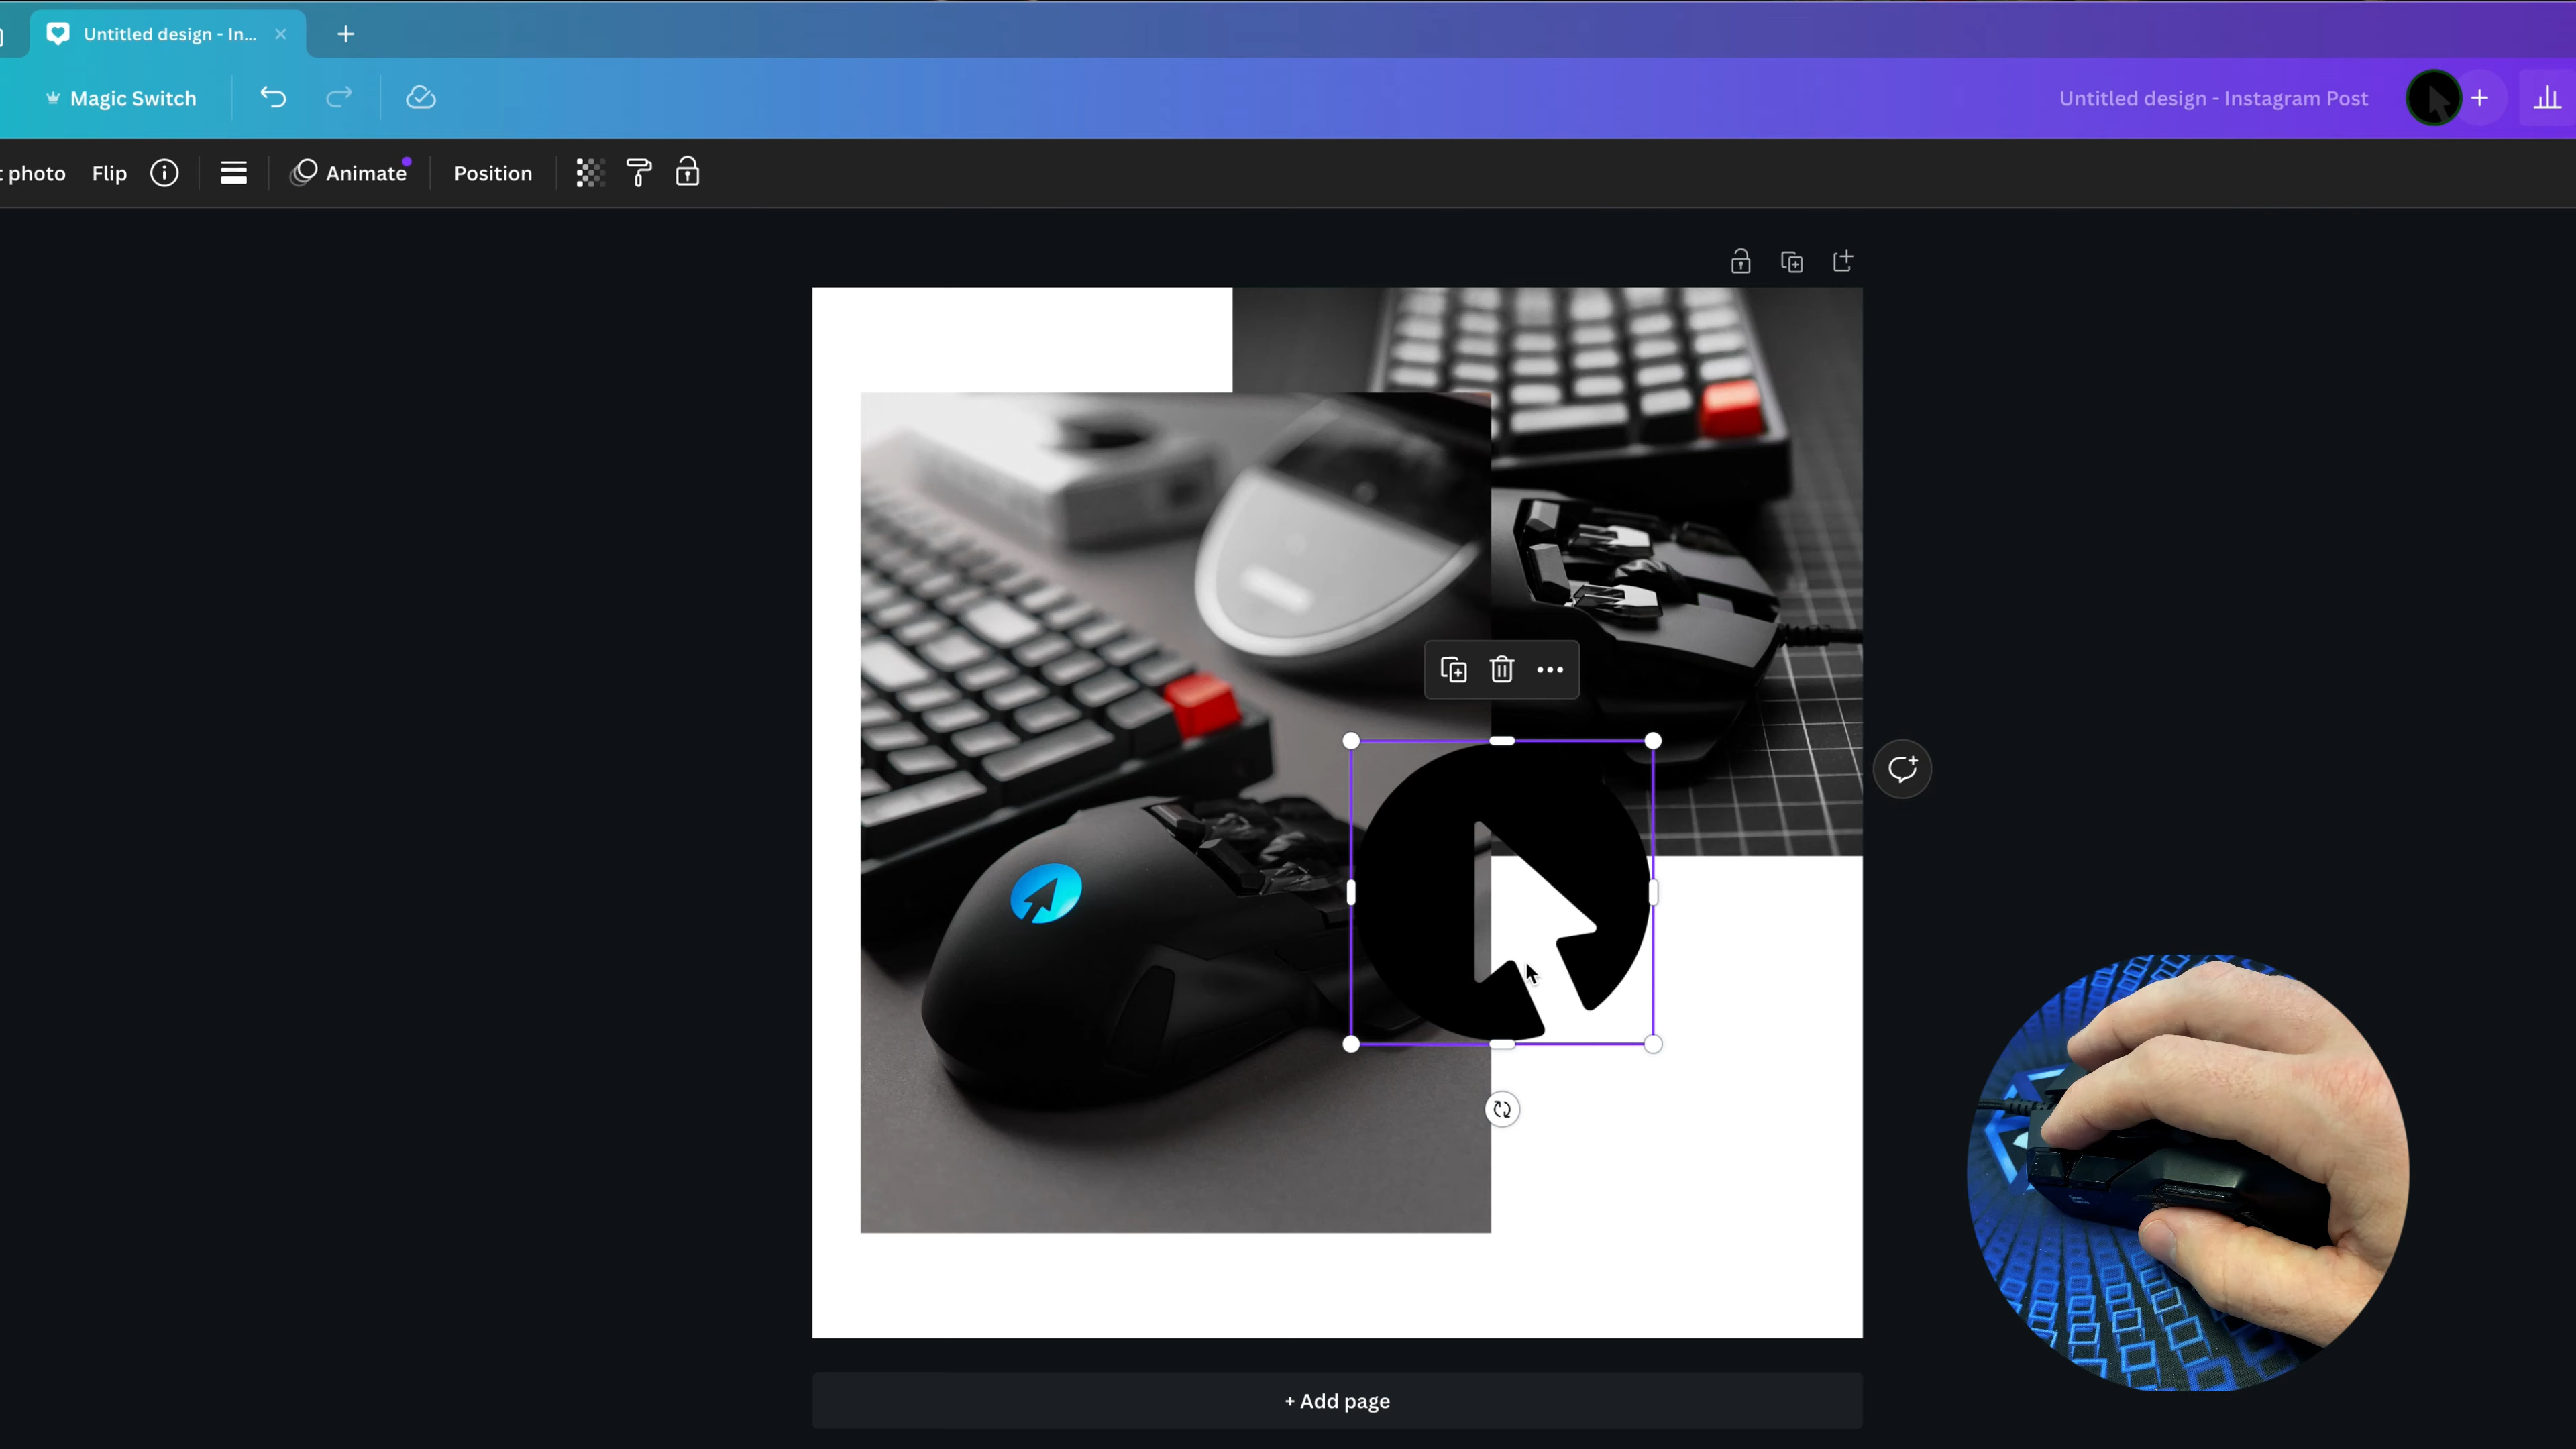 Untitled design - In...
Magic Switch
Untitled design - Instagram Post
t photo
Flip
Animate
Position
+ Add page